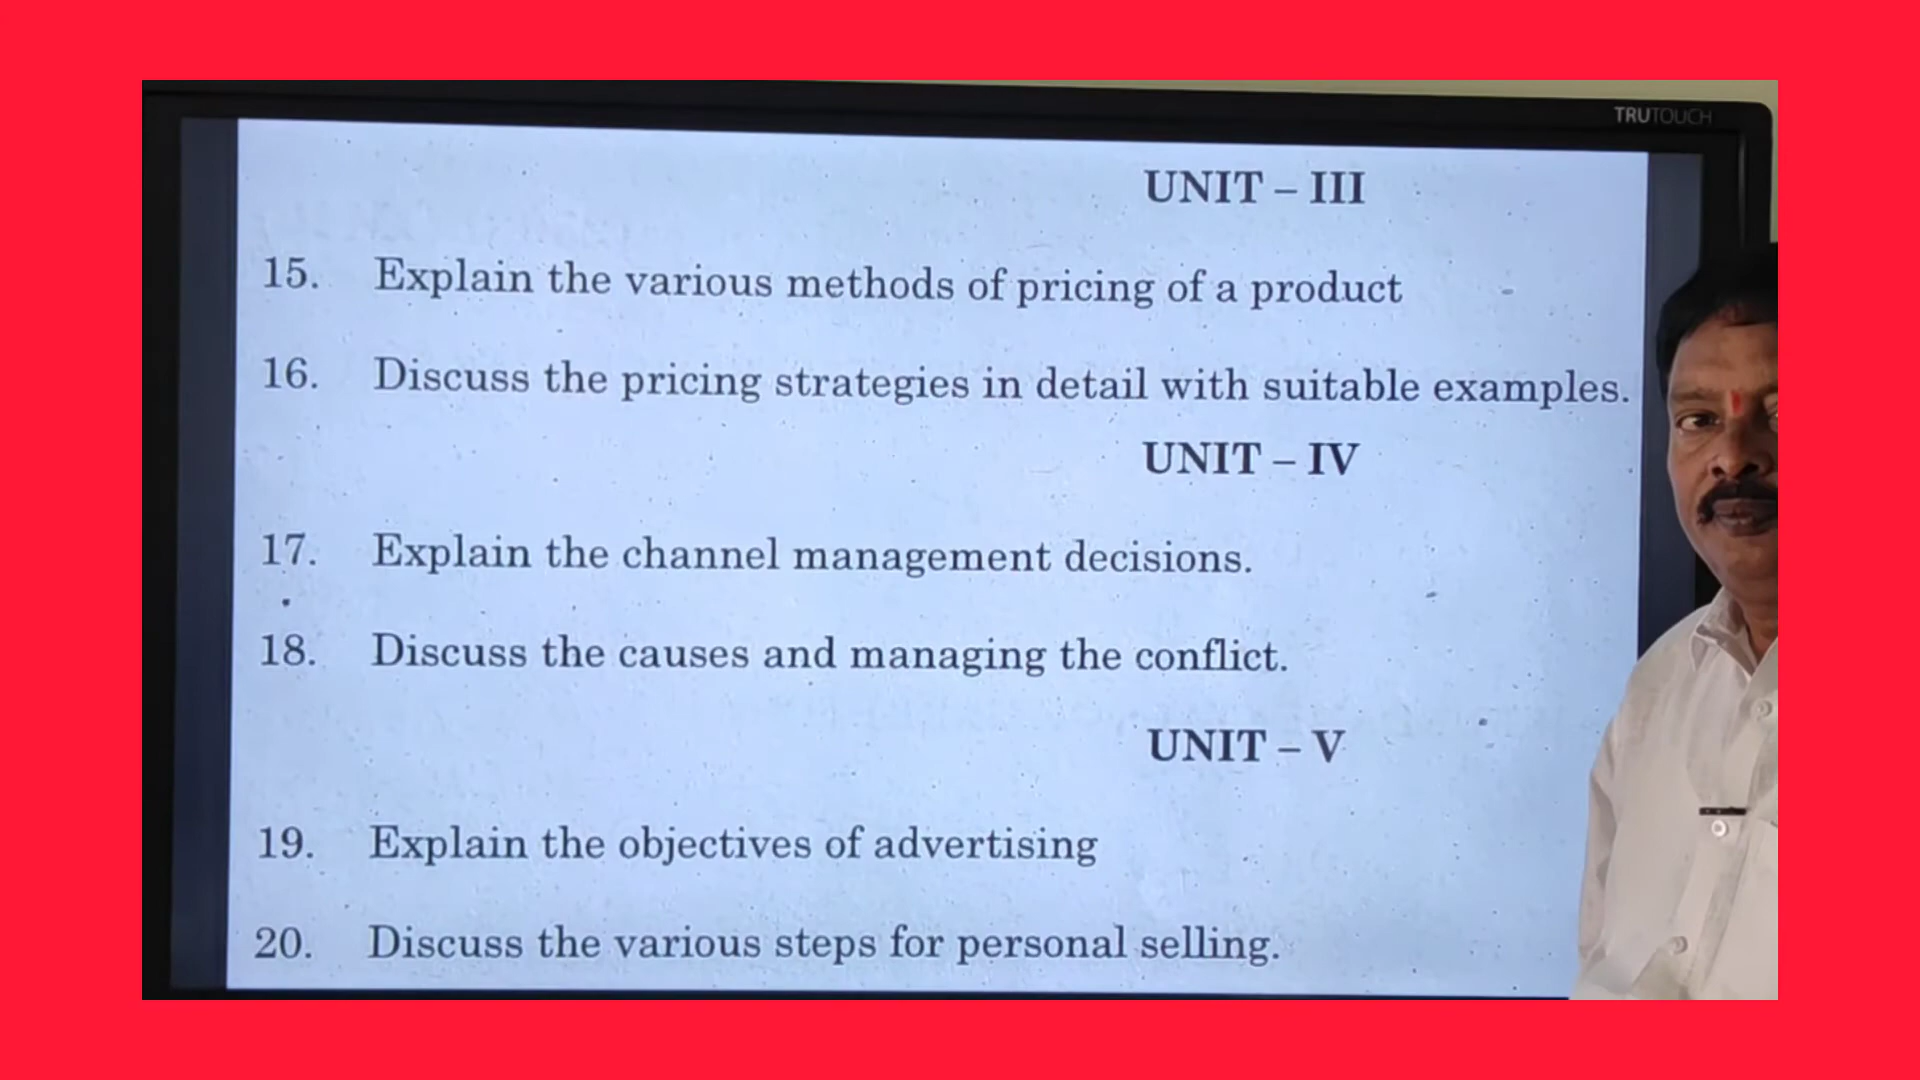 TRUTOUCH
UNIT – III
15. Explain the various methods of pricing of a product
16. Discuss the pricing strategies in detail with suitable examples.
UNIT – IV
17. Explain the channel management decisions.
18. Discuss the causes and managing the conflict.
UNIT – V
19. Explain the objectives of advertising
20. Discuss the various steps for personal selling.